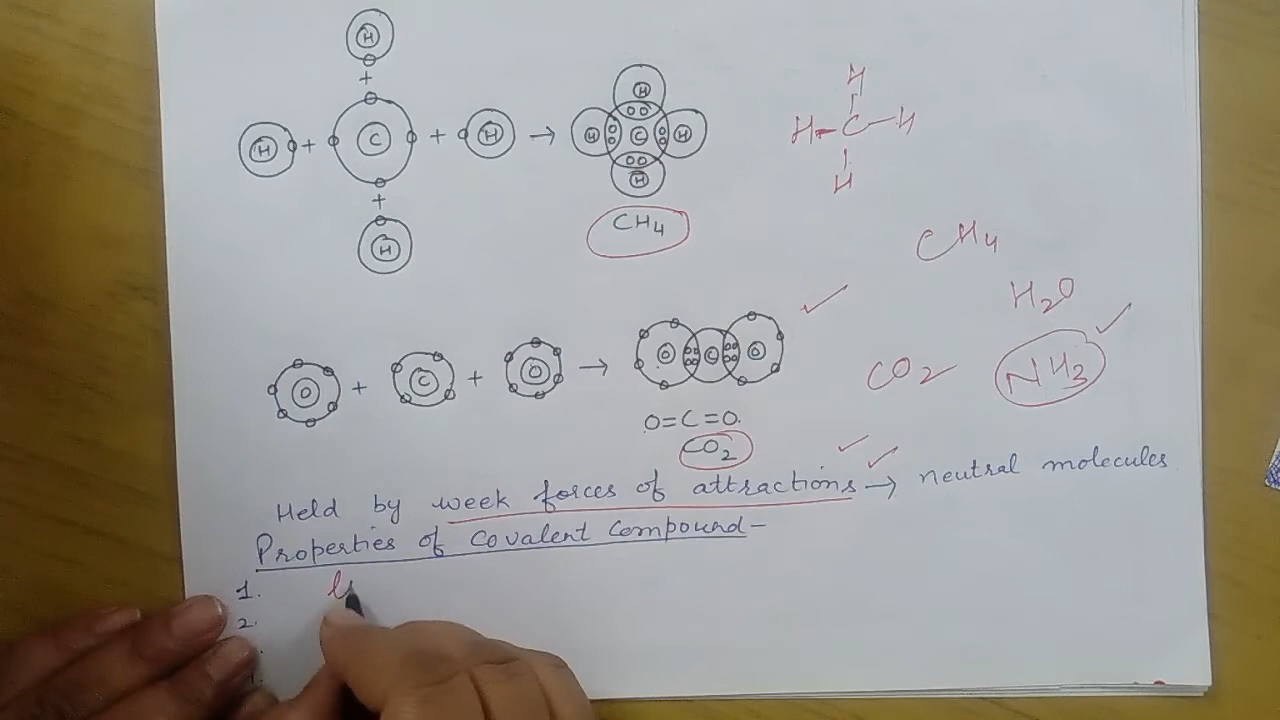 H
+
H + C + H → H H C H H
+
H
CH4
H
H-C-H
H
CH4
H2O
CO2 NH3
O + C + O → O C O
O=C=O.
CO2
Held by week forces of attractions → neutral molecules
Properties of Covalent Compound-
1.
2.